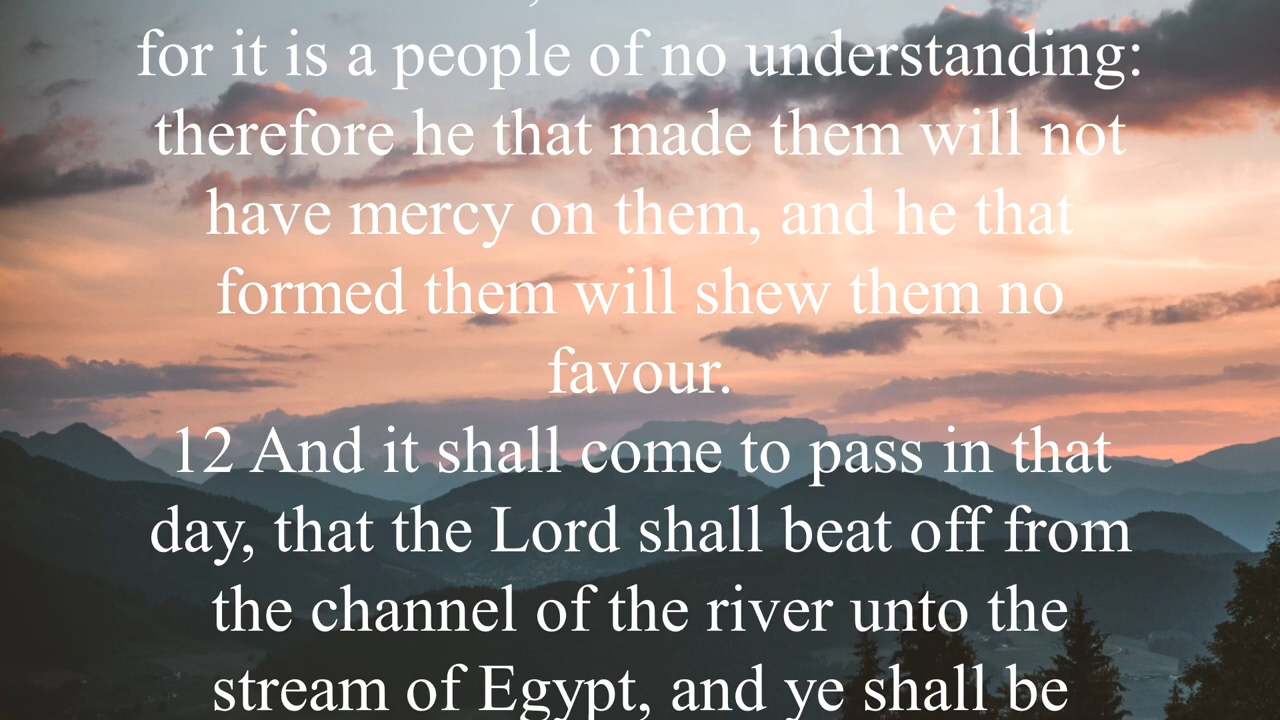 for it is a people of no understanding:
therefore he that made them will not
have mercy on them, and he that
formed them will shew them no
favour.
12 And it shall come to pass in that
day, that the Lord shall beat off from
the channel of the river unto the
stream of Egypt, and ye shall be